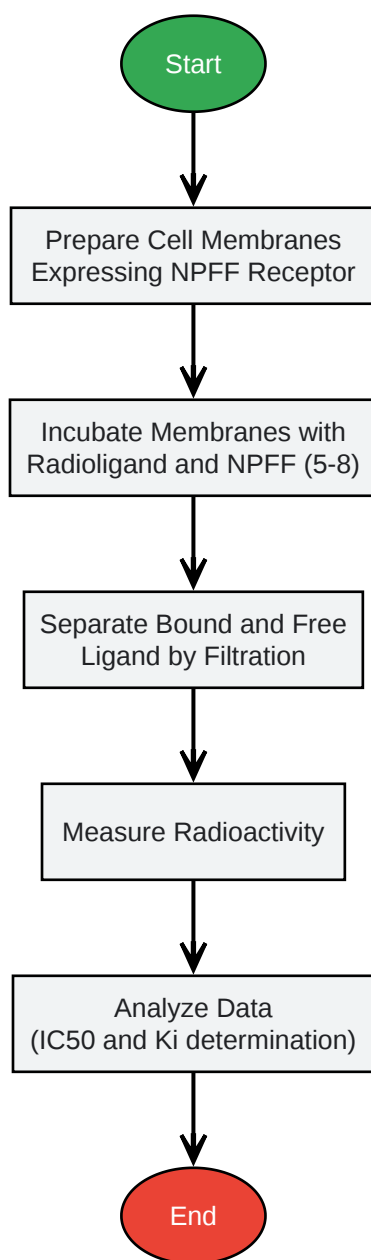 Start
Prepare Cell Membranes
Expressing NPFF Receptor
Incubate Membranes with
Radioligand and NPFF (5-8)
Separate Bound and Free
Ligand by Filtration
Measure Radioactivity
Analyze Data
(IC50 and Ki determination)
End